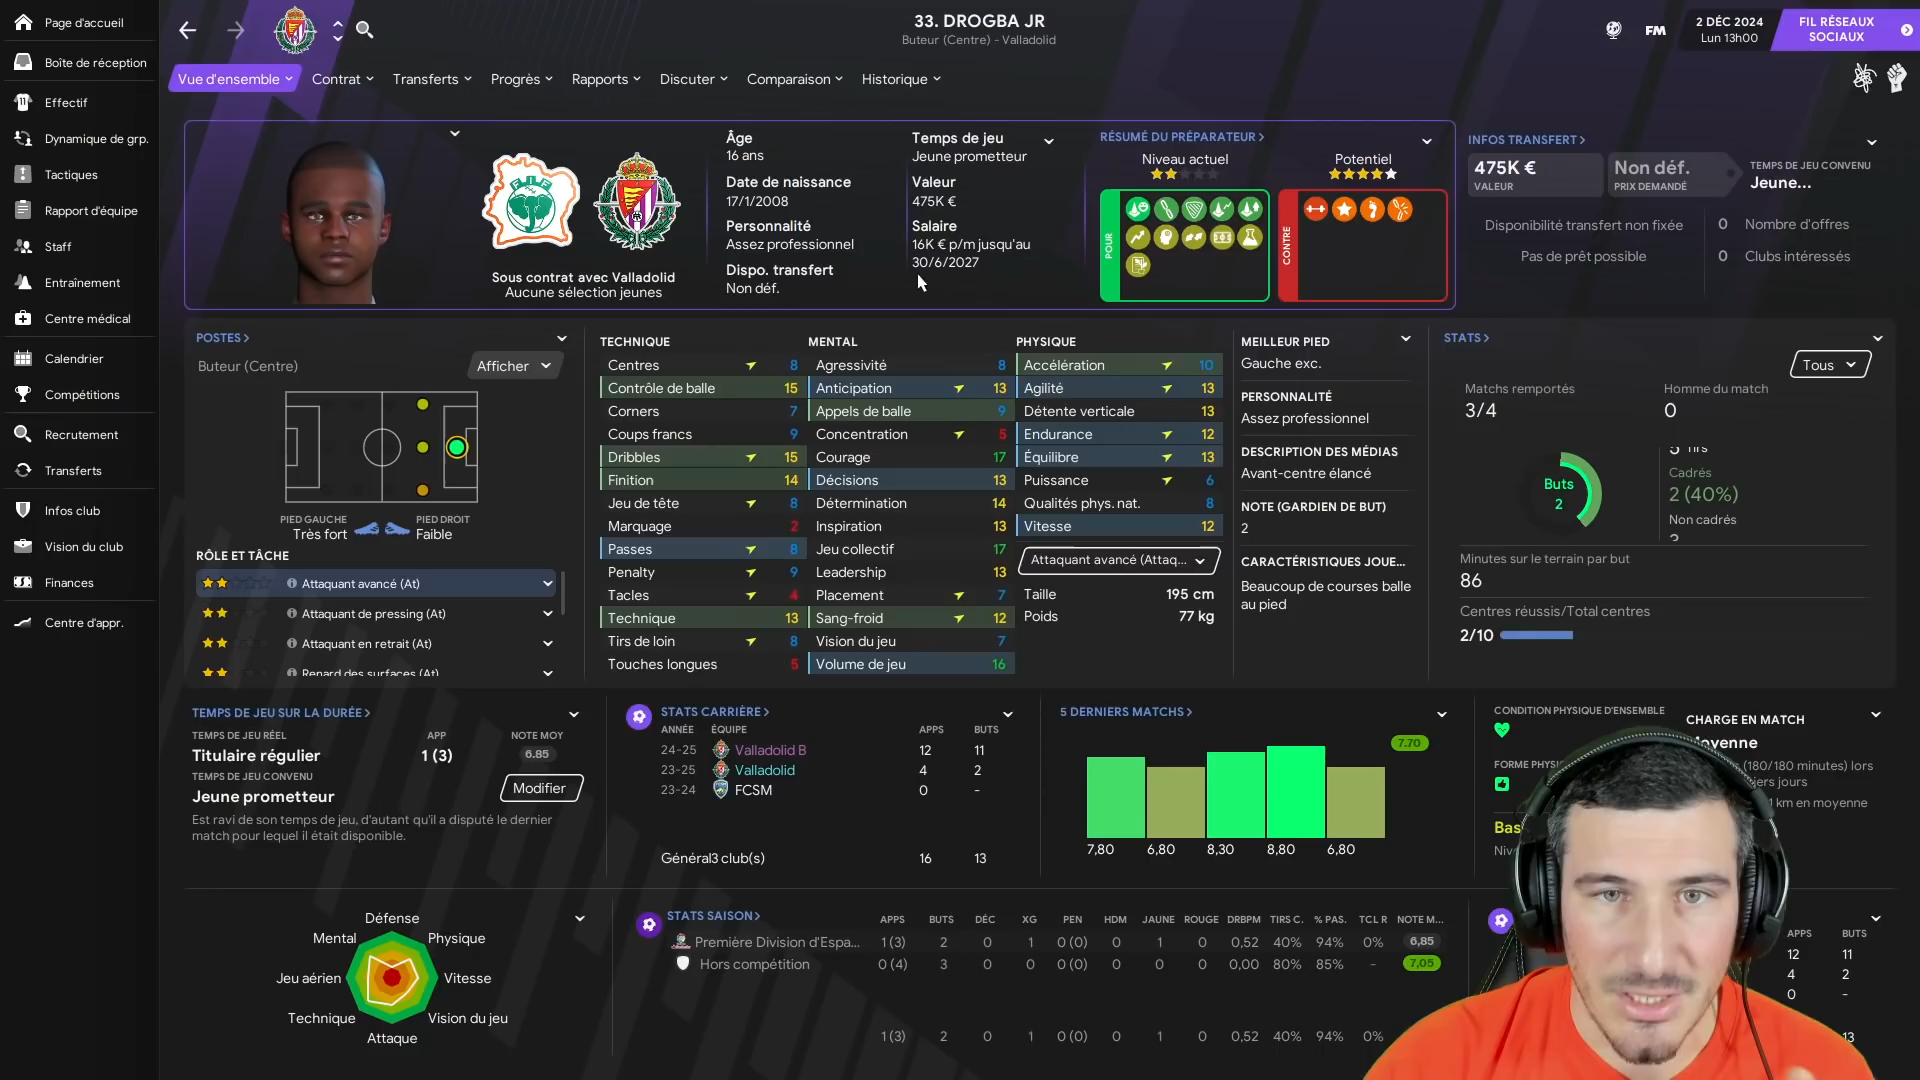 Page d'accueil
Boîte de réception
Effectif
Dynamique de grp.
Tactiques
Rapport d'équipe
Staff
Entraînement
Centre médical
Calendrier
Compétitions
Recrutement
Transferts
Infos club
Vision du club
Finances
Centre d'appr.
33. DROGBA JR
Buteur (Centre) - Valladolid
FM
2 DÉC 2024
Lun 13h00
FIL RÉSEAUX
SOCIAUX
Vue d'ensemble Contrat Transferts Progrès Rapports Discuter Comparaison Historique
F I F
Sous contrat avec Valladolid
Aucune sélection jeunes
Âge
16 ans
Date de naissance
17/1/2008
Personnalité
Assez professionnel
Dispo. transfert
Non déf.
Temps de jeu
Jeune prometteur
Valeur
475K €
Salaire
16K € p/m jusqu'au
30/6/2027
RÉSUMÉ DU PRÉPARATEUR >
Niveau actuel
Potentiel
POUR
CONTRE
INFOS TRANSFERT >
475K €
VALEUR
Non déf.
PRIX DEMANDÉ
TEMPS DE JEU CONVENU
Jeune...
Disponibilité transfert non fixée
Pas de prêt possible
0 Nombre d'offres
0 Clubs intéressés
POSTES >
Buteur (Centre)
Afficher
PIED GAUCHE
Très fort
PIED DROIT
Faible
RÔLE ET TÂCHE
Attaquant avancé (At)
Attaquant de pressing (At)
Attaquant en retrait (At)
Renard des surfaces (At)
TECHNIQUE
Centres 8
Contrôle de balle 15
Corners 7
Coups francs 9
Dribbles 15
Finition 14
Jeu de tête 8
Marquage 2
Passes 8
Penalty 9
Tacles 4
Technique 13
Tirs de loin 8
Touches longues 5
MENTAL
Agressivité 8
Anticipation 13
Appels de balle 9
Concentration 5
Courage 17
Décisions 13
Détermination 14
Inspiration 13
Jeu collectif 17
Leadership 13
Placement 7
Sang-froid 12
Vision du jeu 7
Volume de jeu 16
PHYSIQUE
Accélération 10
Agilité 13
Détente verticale 13
Endurance 12
Équilibre 13
Puissance 6
Qualités phys. nat. 8
Vitesse 12
Attaquant avancé (Attaq...
Taille 195 cm
Poids 77 kg
MEILLEUR PIED
Gauche exc.
PERSONNALITÉ
Assez professionnel
DESCRIPTION DES MÉDIAS
Avant-centre élancé
NOTE (GARDIEN DE BUT)
2
CARACTÉRISTIQUES JOUE...
Beaucoup de courses balle
au pied
STATS >
Tous
Matchs remportés
3/4
Homme du match
0
Buts
2
Cadrés
2 (40%)
Non cadrés
Minutes sur le terrain par but
86
Centres réussis/Total centres
2/10
TEMPS DE JEU SUR LA DURÉE >
TEMPS DE JEU RÉEL APP NOTE MOY
Titulaire régulier 1 (3) 6.85
TEMPS DE JEU CONVENU
Jeune prometteur
Modifier
Est ravi de son temps de jeu, d'autant qu'il a disputé le dernier
match pour lequel il était disponible.
STATS CARRIÈRE >
ANNÉE ÉQUIPE APPS BUTS
24-25 Valladolid B 12 11
23-25 Valladolid 4 2
23-24 FCSM 0 -
Général3 club(s) 16 13
5 DERNIERS MATCHS >
7.70
7,80 6,80 8,30 8,80 6,80
CONDITION PHYSIQUE D'ENSEMBLE
CHARGE EN MATCH
(180/180 minutes) lors
km en moyenne
Défense
Mental Physique
Jeu aérien Vitesse
Technique Vision du jeu
Attaque
STATS SAISON >
APPS BUTS DÉC XG PEN HDM JAUNE ROUGE DRBPM TIRS C. % PAS. TCL R NOTE M...
Première Division d'Espa... 1 (3) 2 0 1 0 (0) 0 1 0 0,52 40% 94% 0% 6,85
Hors compétition 0 (4) 3 0 0 0 (0) 0 0 0 0,00 80% 85% - 7,05
1 (3) 2 0 1 0 (0) 0 1 0 0,52 40% 94% 0%
APPS BUTS
12 11
4 2
0 -
13